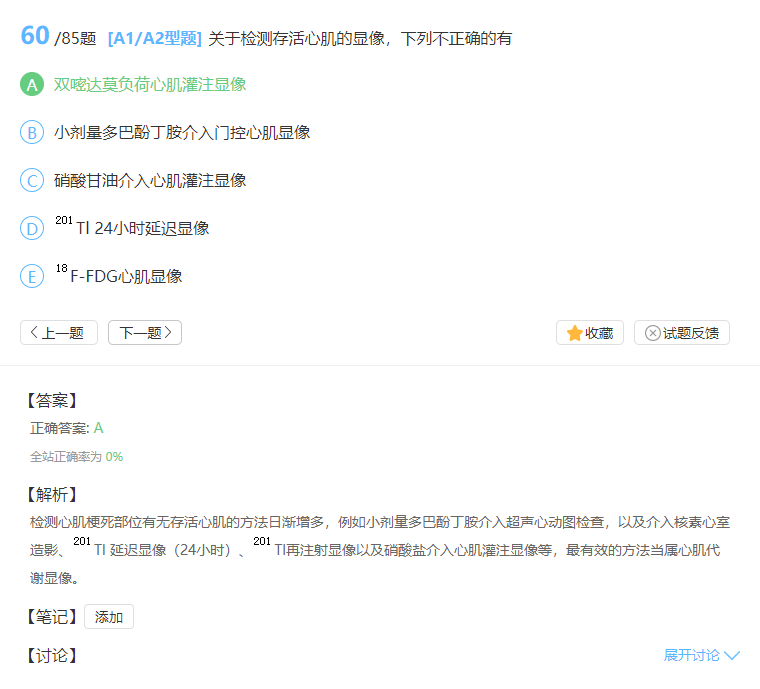 60 /85题 [A1/A2型题] 关于检测存活心肌的显像，下列不正确的有
A 双嘧达莫负荷心肌灌注显像
B 小剂量多巴酚丁胺介入门控心肌显像
C 硝酸甘油介入心肌灌注显像
D 201Tl 24小时延迟显像
E 18F-FDG心肌显像
上一题 下一题 收藏 试题反馈
【答案】
正确答案: A
全站正确率为 0%
【解析】
检测心肌梗死部位有无存活心肌的方法日渐增多，例如小剂量多巴酚丁胺介入超声心动图检查，以及介入核素心室
造影、201Tl 延迟显像（24小时）、201Tl再注射显像以及硝酸盐介入心肌灌注显像等，最有效的方法当属心肌代
谢显像。
【笔记】 添加
【讨论】 展开讨论